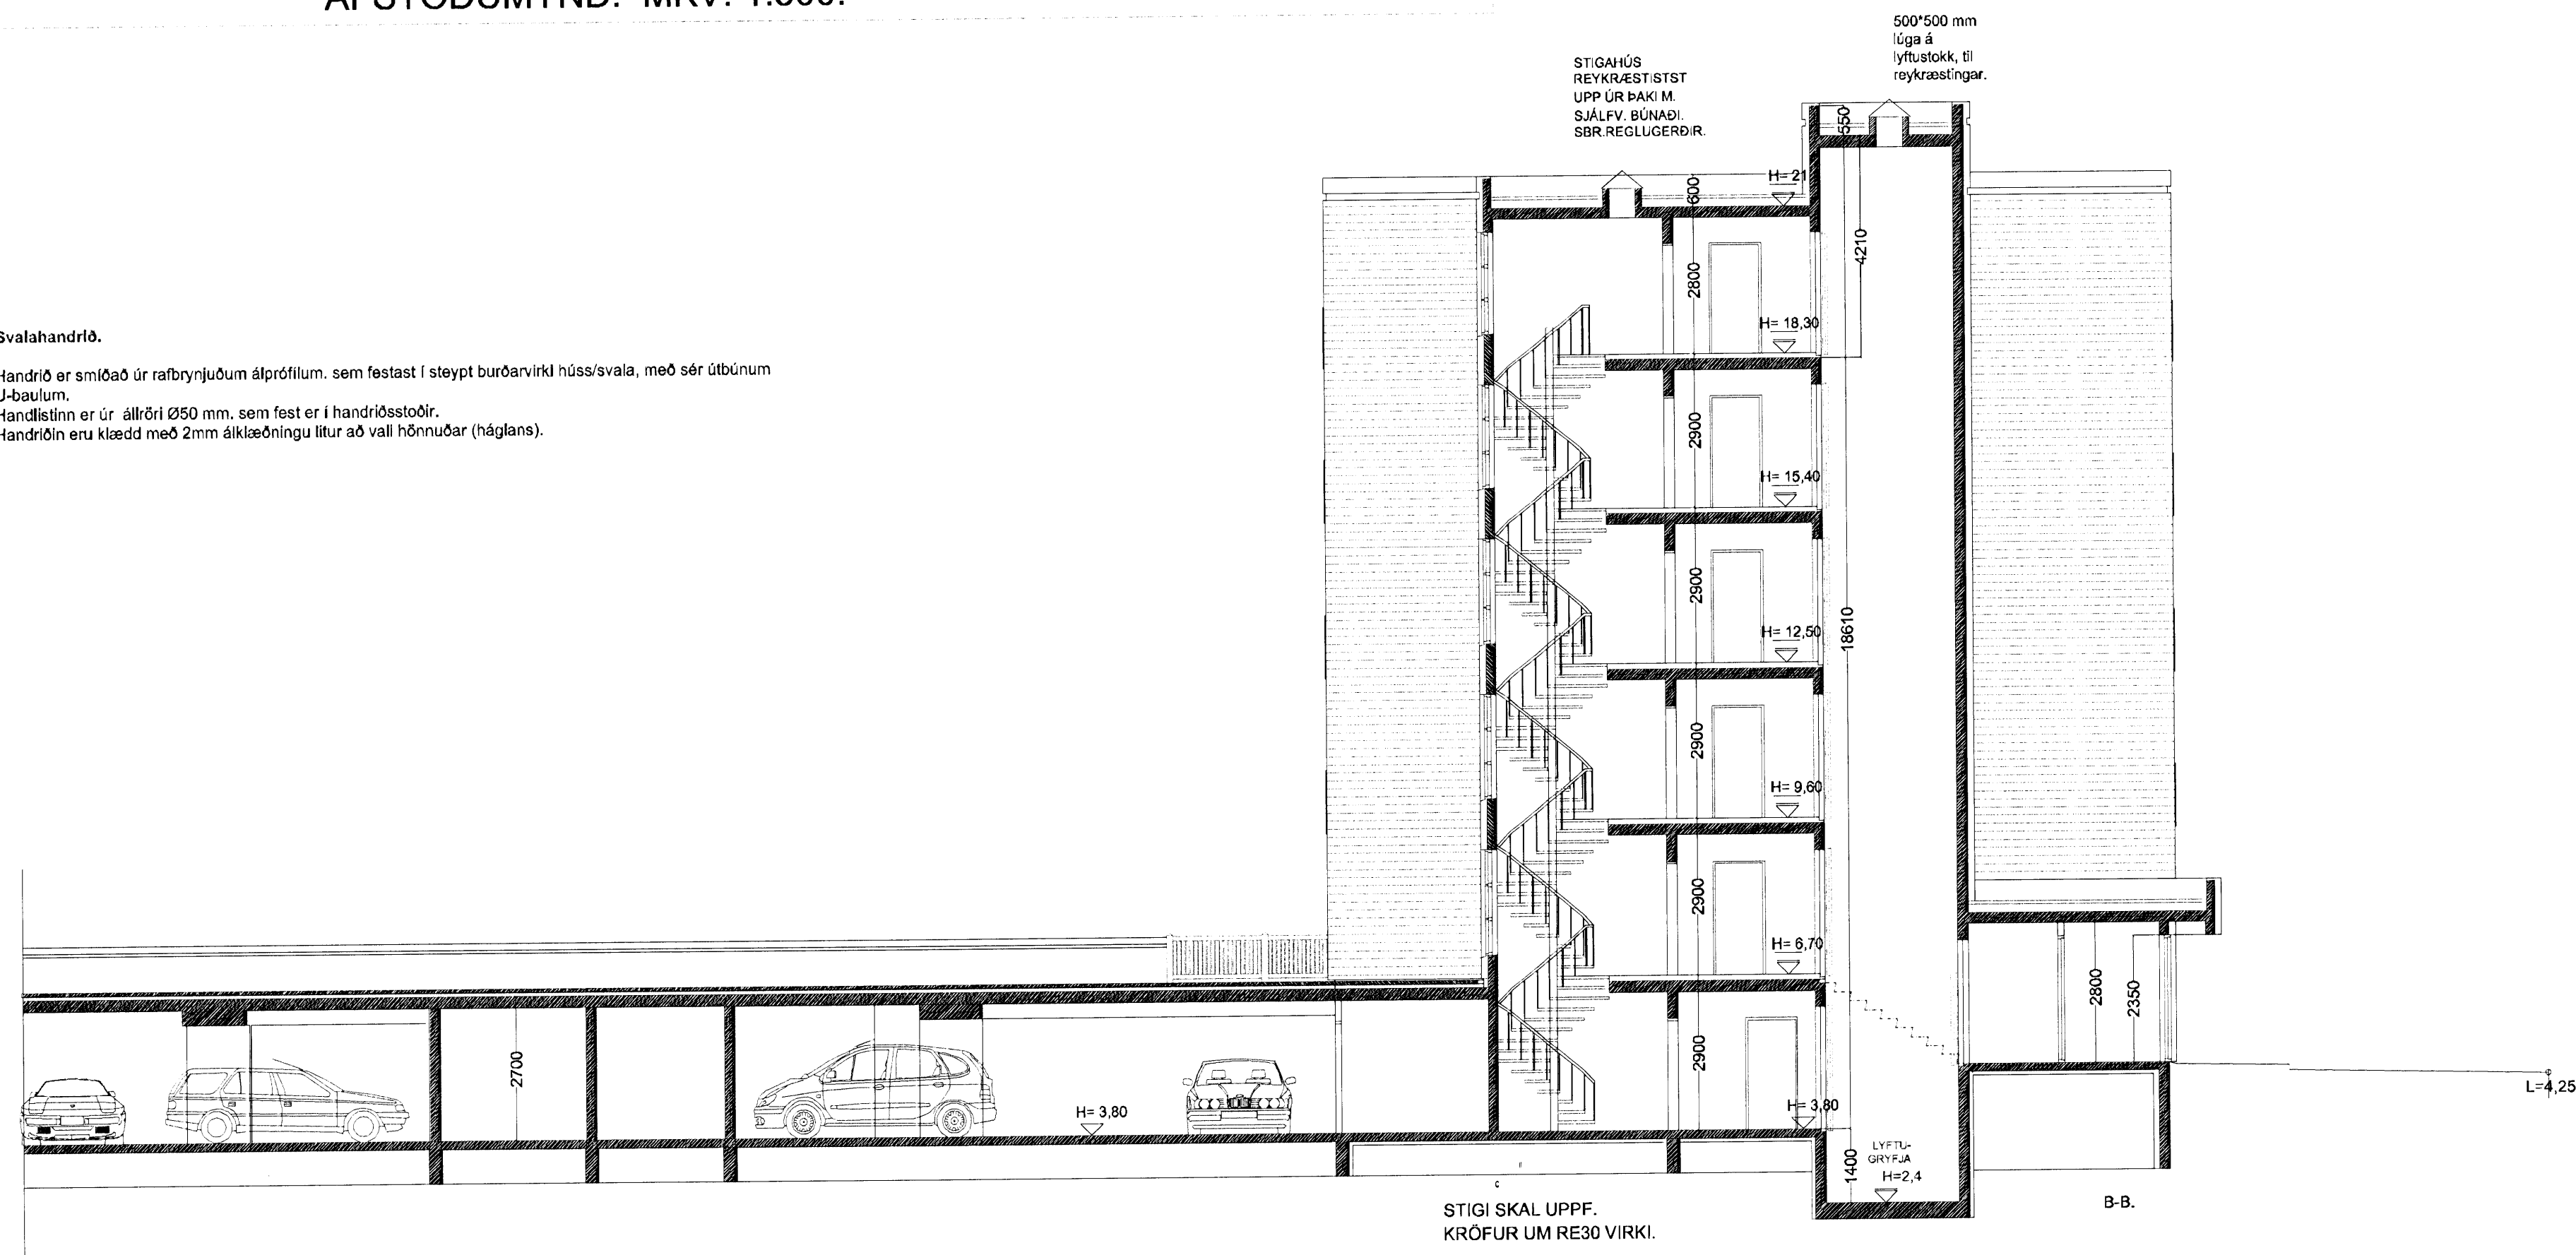 AFSTÖÐUMYND. MKV. 1:500.
500*500 mm
lúga á
lyftustokk, til
reykræstingar.
STIGAHÚS
REYKRÆSTISTST
UPP ÚR ÞAKI M.
SJÁLFV. BÚNAÐI.
SBR.REGLUGERÐIR.
550
H= 21
600
4210
2800
H= 18,30
Svalahandrið.
Handrið er smíðað úr rafbrynjuðum álprófílum. sem festast í steypt burðarvirki húss/svala, með sér útbúnum
U-baulum.
Handlistinn er úr állröri Ø50 mm. sem fest er í handriðsstoðir.
Handriðin eru klædd með 2mm álklæðningu litur að vali hönnuðar (háglans).
2900
H= 15,40
2900
H= 12,50
18610
2900
H= 9,60
2900
H= 6,70
2800
2350
2700
2900
H= 3,80
H= 3,80
L=4,25
1400
LYFTU-
GRYFJA
H=2,4
B-B.
STIGI SKAL UPPF.
KRÖFUR UM RE30 VIRKI.